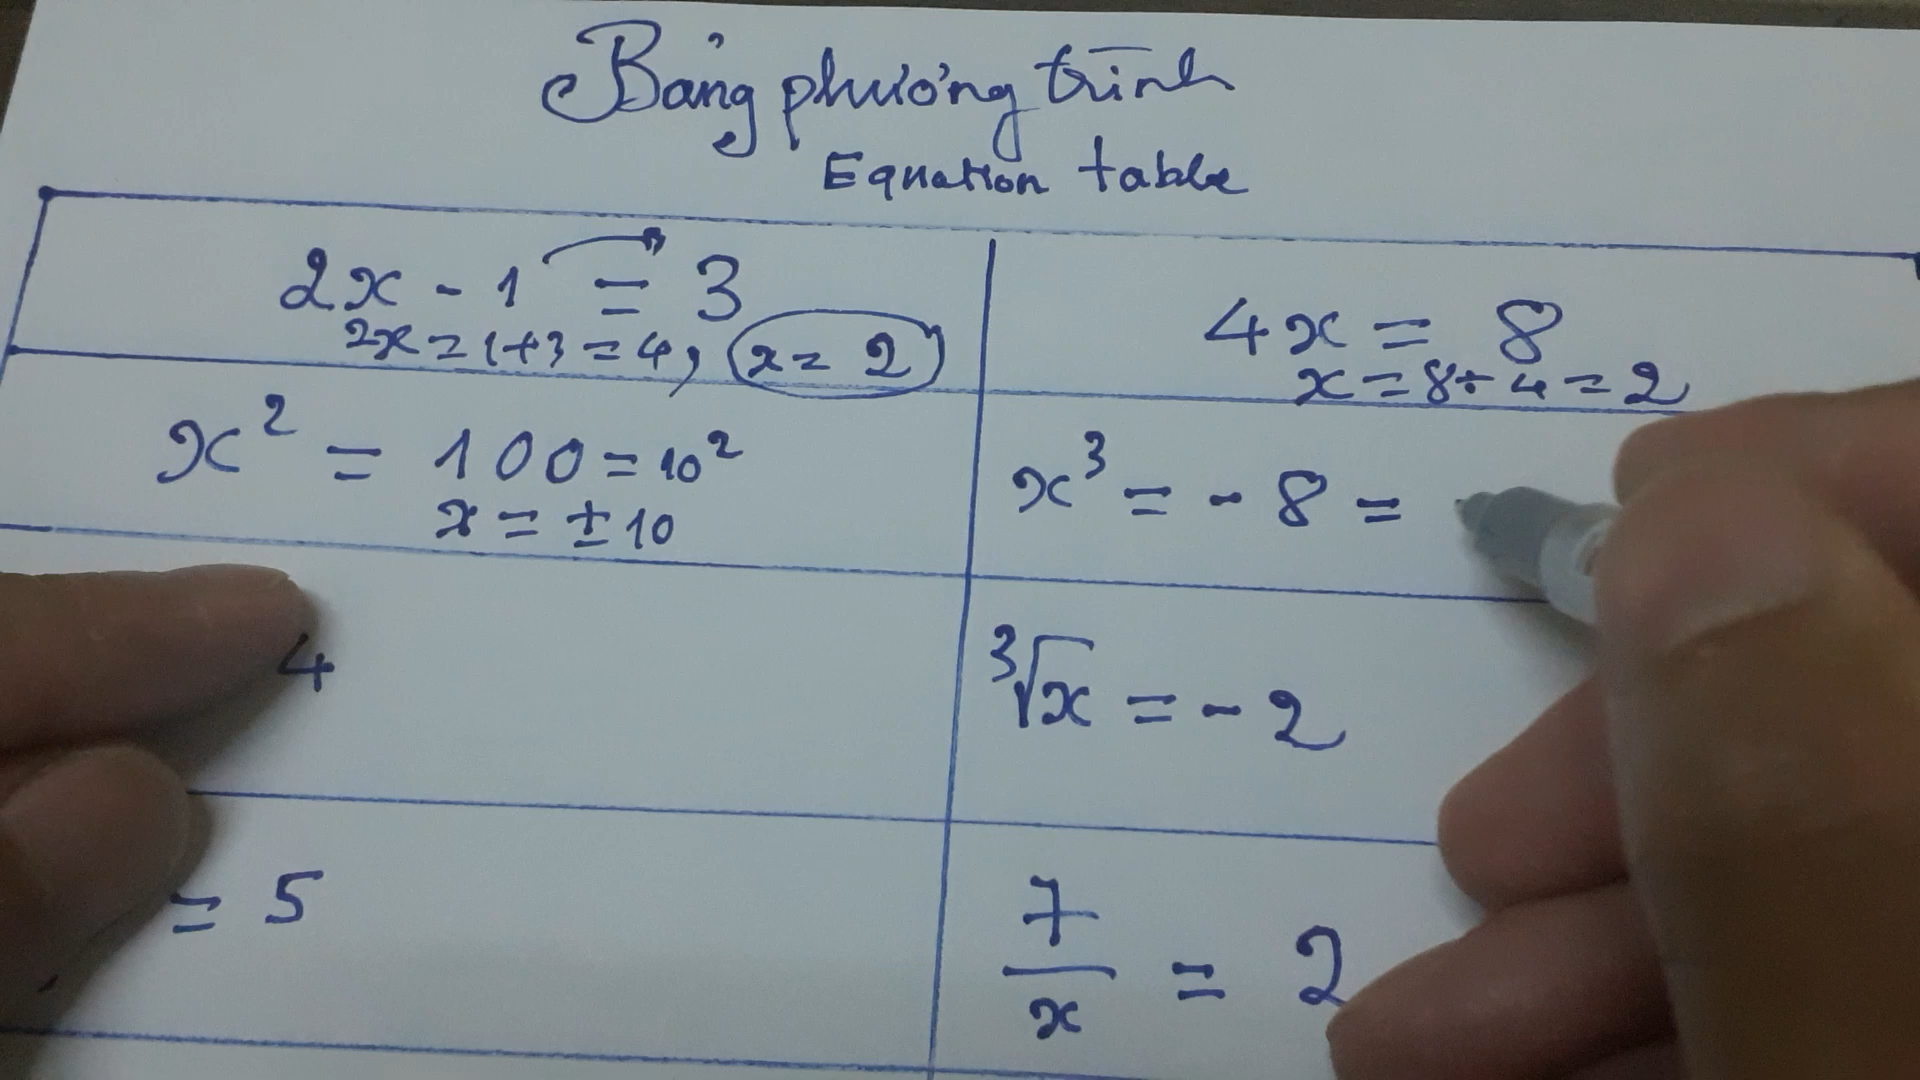 Bảng phương trình
Equation table
2x - 1 = 3
2x = 1+3 = 4, x = 2
4x = 8
x = 8 ÷ 4 = 2
x² = 100 = 10²
x = ± 10
x³ = - 8 =
4
³√x = - 2
= 5
7/x = 2